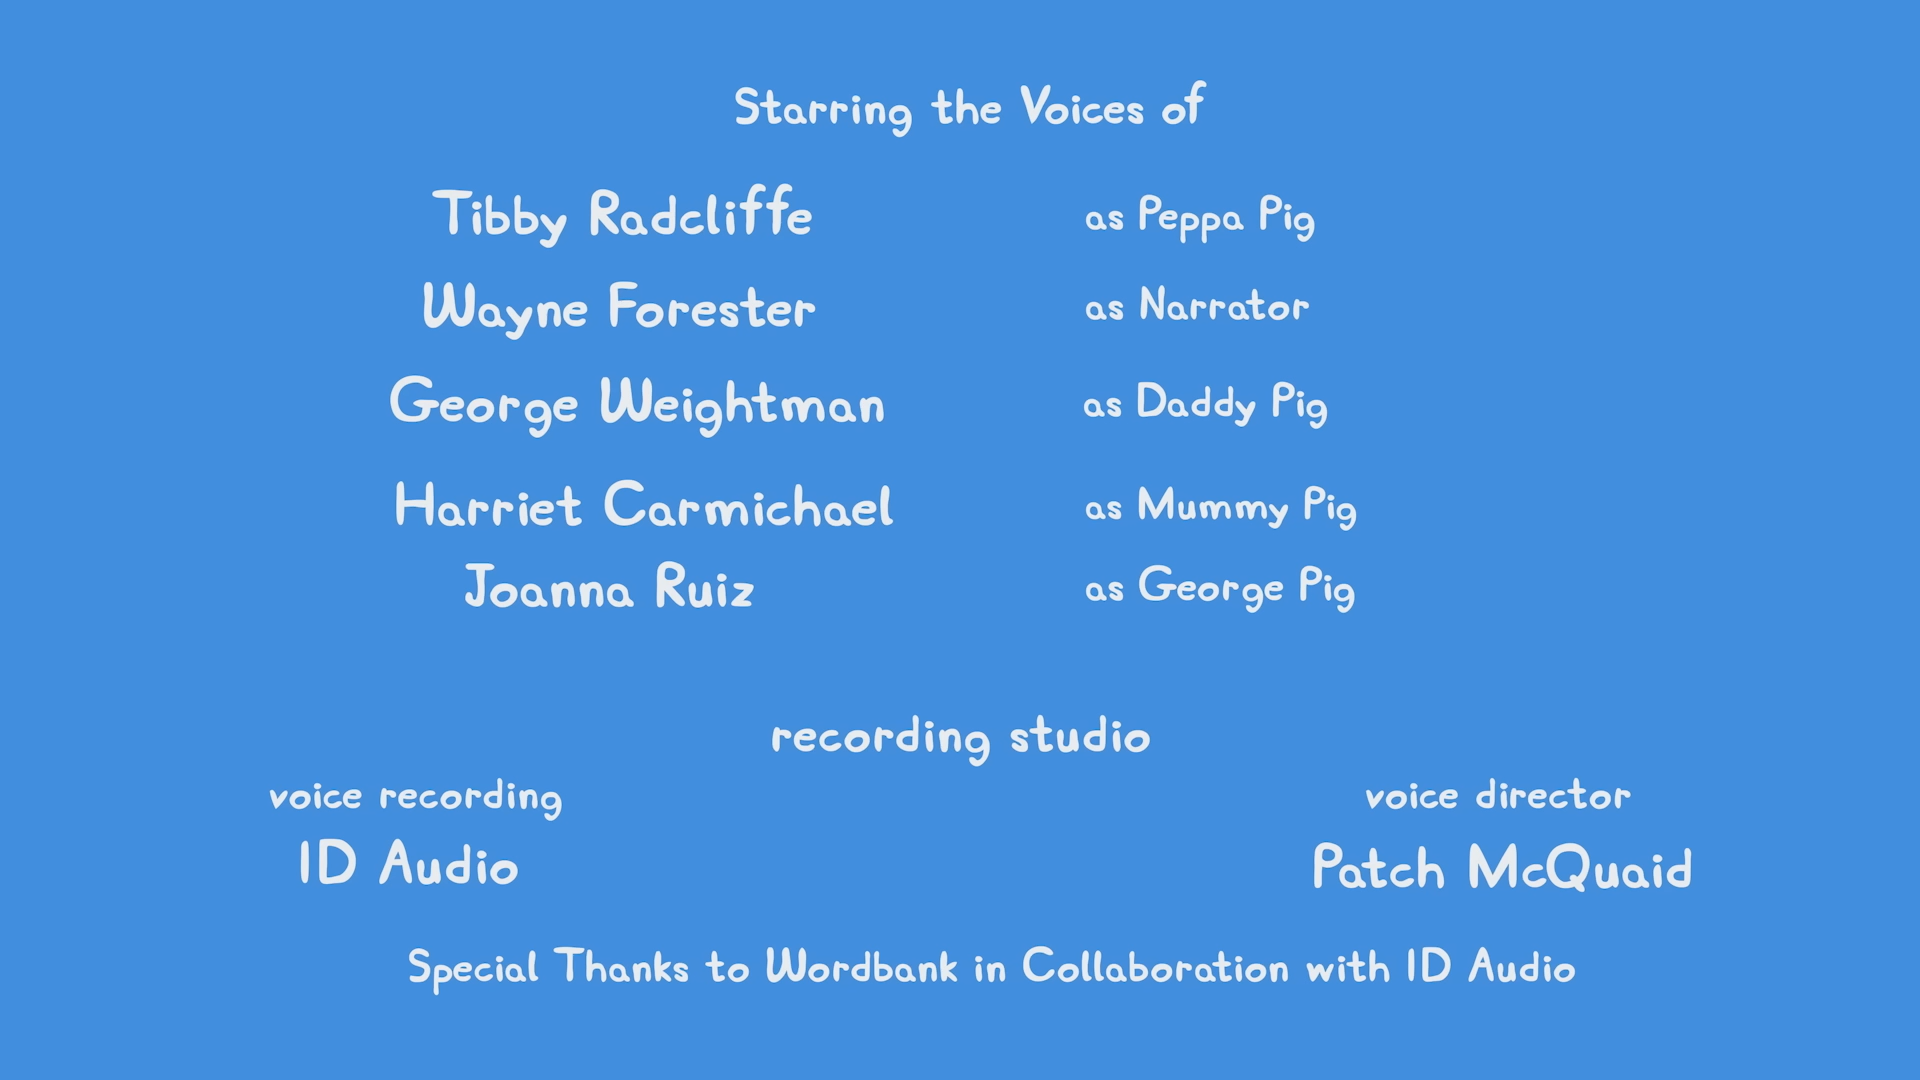 Starring the Voices of
Tibby Radcliffe as Peppa Pig
Wayne Forester as Narrator
George Weightman as Daddy Pig
Harriet Carmichael as Mummy Pig
Joanna Ruiz as George Pig
recording studio
voice recording voice director
ID Audio Patch McQuaid
Special Thanks to Wordbank in Collaboration with ID Audio